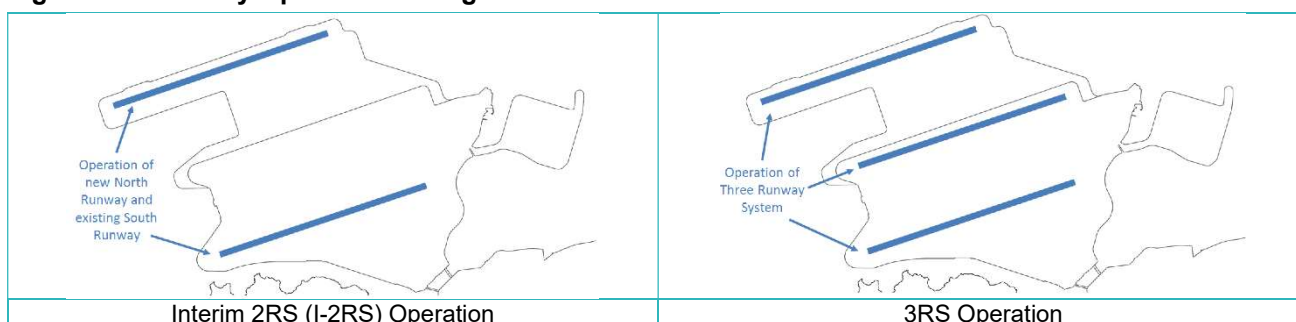 Operation of
new North
Runway and
existing South
Runway
Operation of
Three Runway
System
Interim 2RS (I-2RS) Operation
3RS Operation